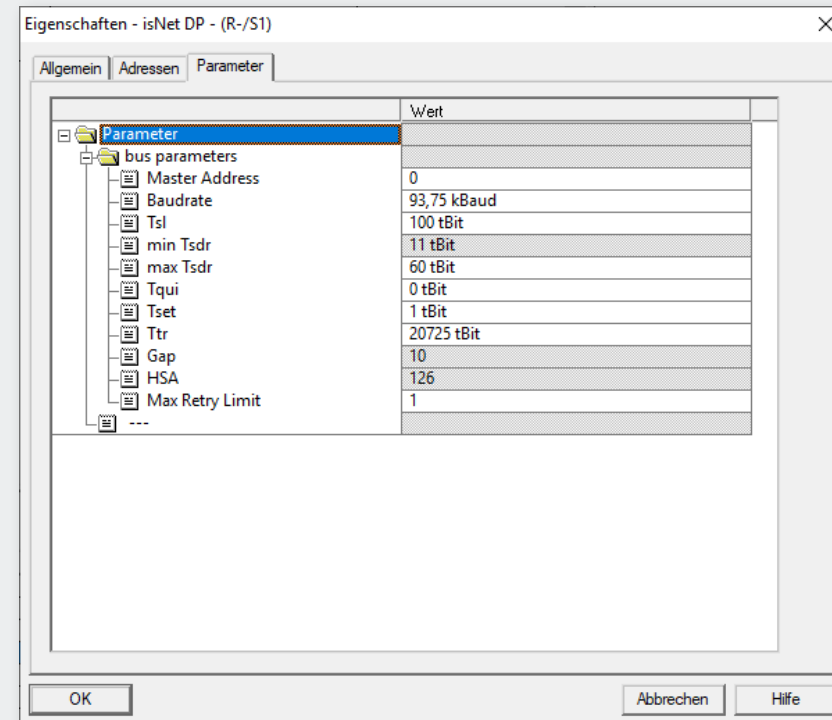 Eigenschaften - isNet DP - (R-/S1)
Allgemein Adressen Parameter
Wert
Parameter
bus parameters
Master Address 0
Baudrate 93,75 kBaud
Tsl 100 tBit
min Tsdr 11 tBit
max Tsdr 60 tBit
Tqui 0 tBit
Tset 1 tBit
Ttr 20725 tBit
Gap 10
HSA 126
Max Retry Limit 1
---
OK Abbrechen Hilfe